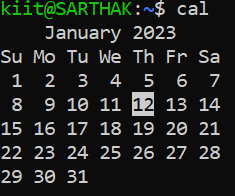 kiit@SARTHAK:~$ cal
    January 2023
Su Mo Tu We Th Fr Sa
 1  2  3  4  5  6  7
 8  9 10 11 12 13 14
15 16 17 18 19 20 21
22 23 24 25 26 27 28
29 30 31